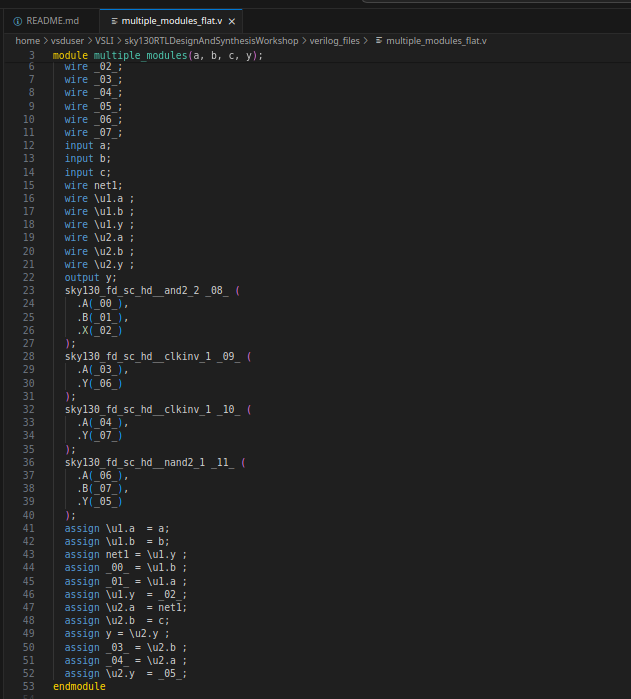 README.md multiple_modules_flat.v ×
home > vsduser > VSLI > sky130RTLDesignAndSynthesisWorkshop > verilog_files > multiple_modules_flat.v
3 module multiple_modules(a, b, c, y);
6 wire _02_;
7 wire _03_;
8 wire _04_;
9 wire _05_;
10 wire _06_;
11 wire _07_;
12 input a;
13 input b;
14 input c;
15 wire net1;
16 wire \u1.a ;
17 wire \u1.b ;
18 wire \u1.y ;
19 wire \u2.a ;
20 wire \u2.b ;
21 wire \u2.y ;
22 output y;
23 sky130_fd_sc_hd__and2_2 _08_ (
24 .A(_00_),
25 .B(_01_),
26 .X(_02_)
27 );
28 sky130_fd_sc_hd__clkinv_1 _09_ (
29 .A(_03_),
30 .Y(_06_)
31 );
32 sky130_fd_sc_hd__clkinv_1 _10_ (
33 .A(_04_),
34 .Y(_07_)
35 );
36 sky130_fd_sc_hd__nand2_1 _11_ (
37 .A(_06_),
38 .B(_07_),
39 .Y(_05_)
40 );
41 assign \u1.a  = a;
42 assign \u1.b  = b;
43 assign net1 = \u1.y ;
44 assign _00_ = \u1.b ;
45 assign _01_ = \u1.a ;
46 assign \u1.y  = _02_;
47 assign \u2.a  = net1;
48 assign \u2.b  = c;
49 assign y = \u2.y ;
50 assign _03_ = \u2.b ;
51 assign _04_ = \u2.a ;
52 assign \u2.y  = _05_;
53 endmodule